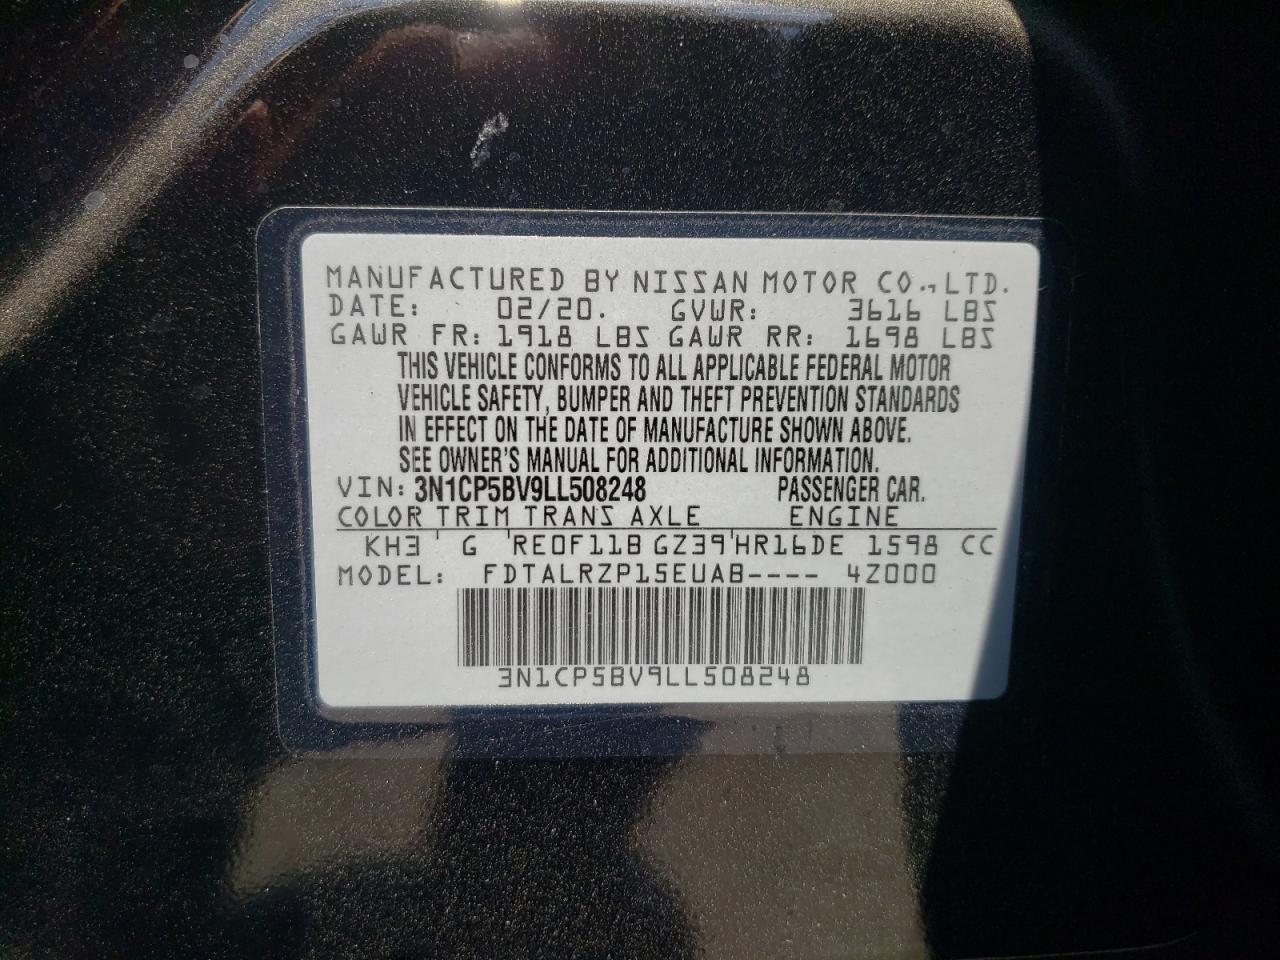 MANUFACTURED BY NISSAN MOTOR CO., LTD.
DATE: 02/20. GVWR: 3616 LBS
GAWR FR: 1918 LBS GAWR RR: 1698 LBS
THIS VEHICLE CONFORMS TO ALL APPLICABLE FEDERAL MOTOR
VEHICLE SAFETY, BUMPER AND THEFT PREVENTION STANDARDS
IN EFFECT ON THE DATE OF MANUFACTURE SHOWN ABOVE.
SEE OWNER'S MANUAL FOR ADDITIONAL INFORMATION.
VIN: 3N1CP5BV9LL508248 PASSENGER CAR.
COLOR TRIM TRANS AXLE ENGINE
KH3 ' G ' RE0F11B GZ39 ' HR16DE 1598 CC
MODEL: FDTALRZP15EUAB---- 4Z000
3N1CP5BV9LL508248